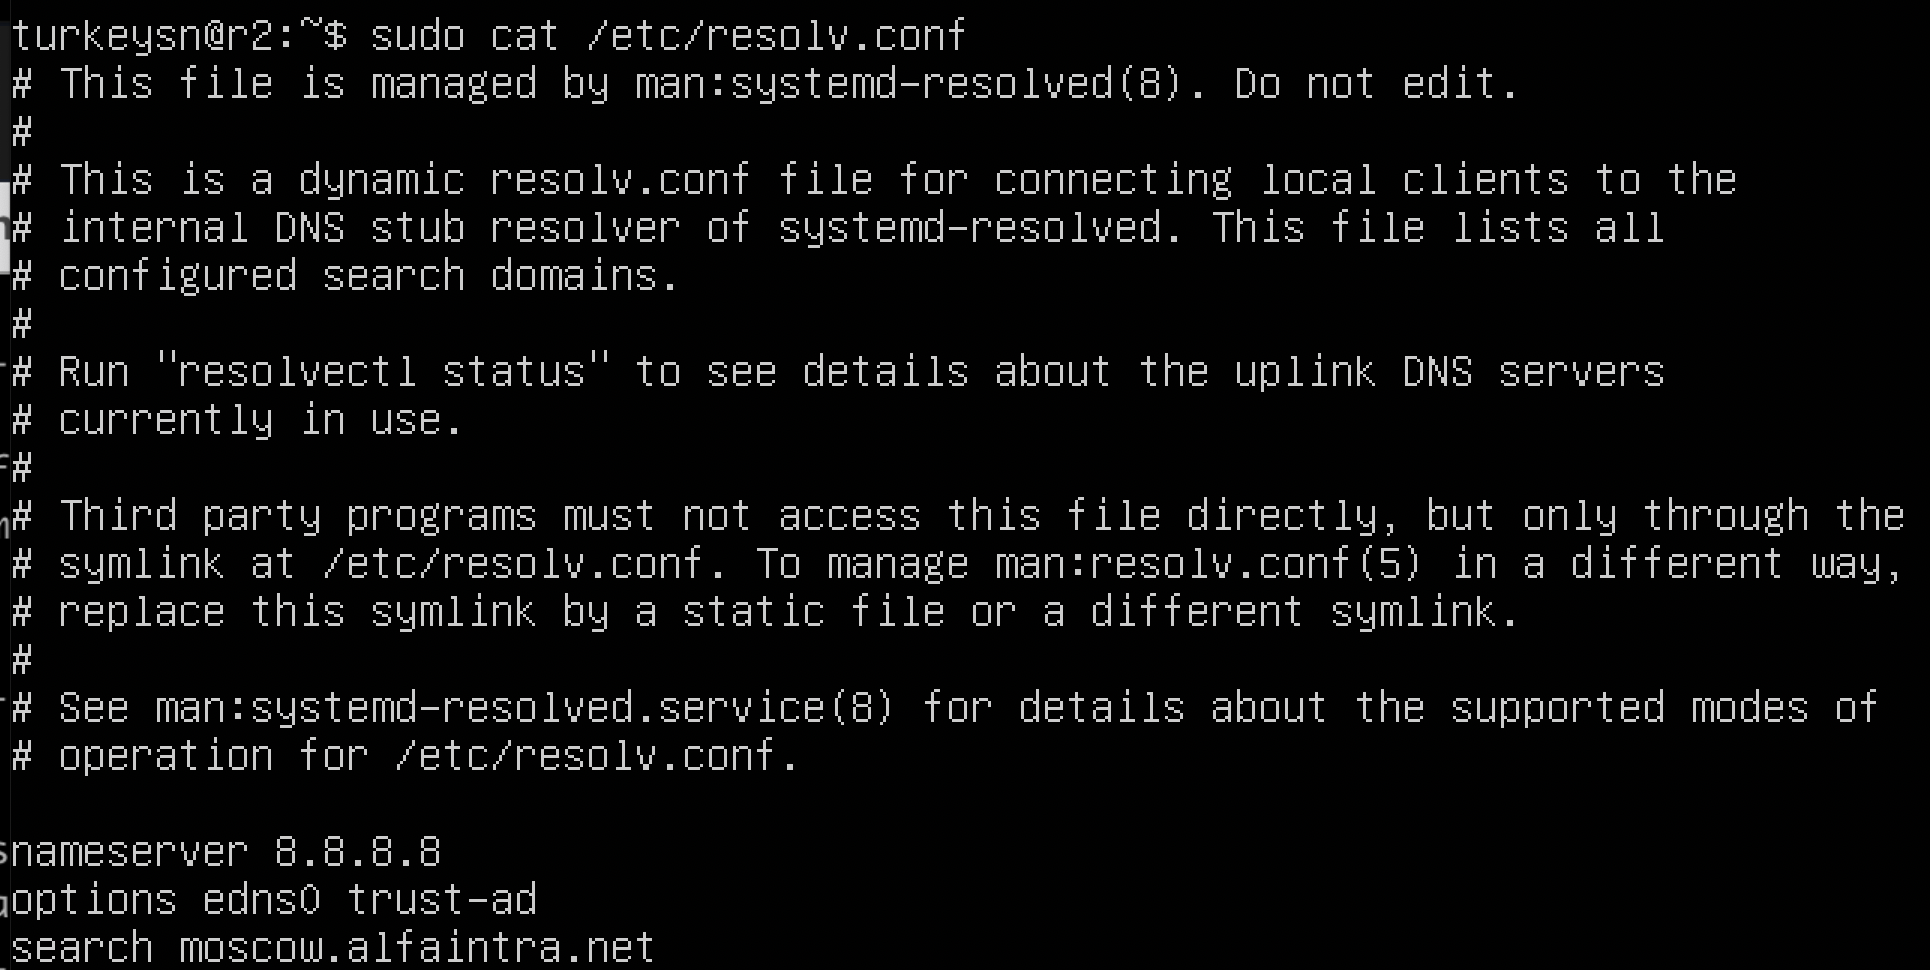 turkeysn@r2:~$ sudo cat /etc/resolv.conf
# This file is managed by man:systemd-resolved(8). Do not edit.
#
# This is a dynamic resolv.conf file for connecting local clients to the
# internal DNS stub resolver of systemd-resolved. This file lists all
# configured search domains.
#
# Run "resolvectl status" to see details about the uplink DNS servers
# currently in use.
#
# Third party programs must not access this file directly, but only through the
# symlink at /etc/resolv.conf. To manage man:resolv.conf(5) in a different way,
# replace this symlink by a static file or a different symlink.
#
# See man:systemd-resolved.service(8) for details about the supported modes of
# operation for /etc/resolv.conf.

nameserver 8.8.8.8
options edns0 trust-ad
search moscow.alfaintra.net